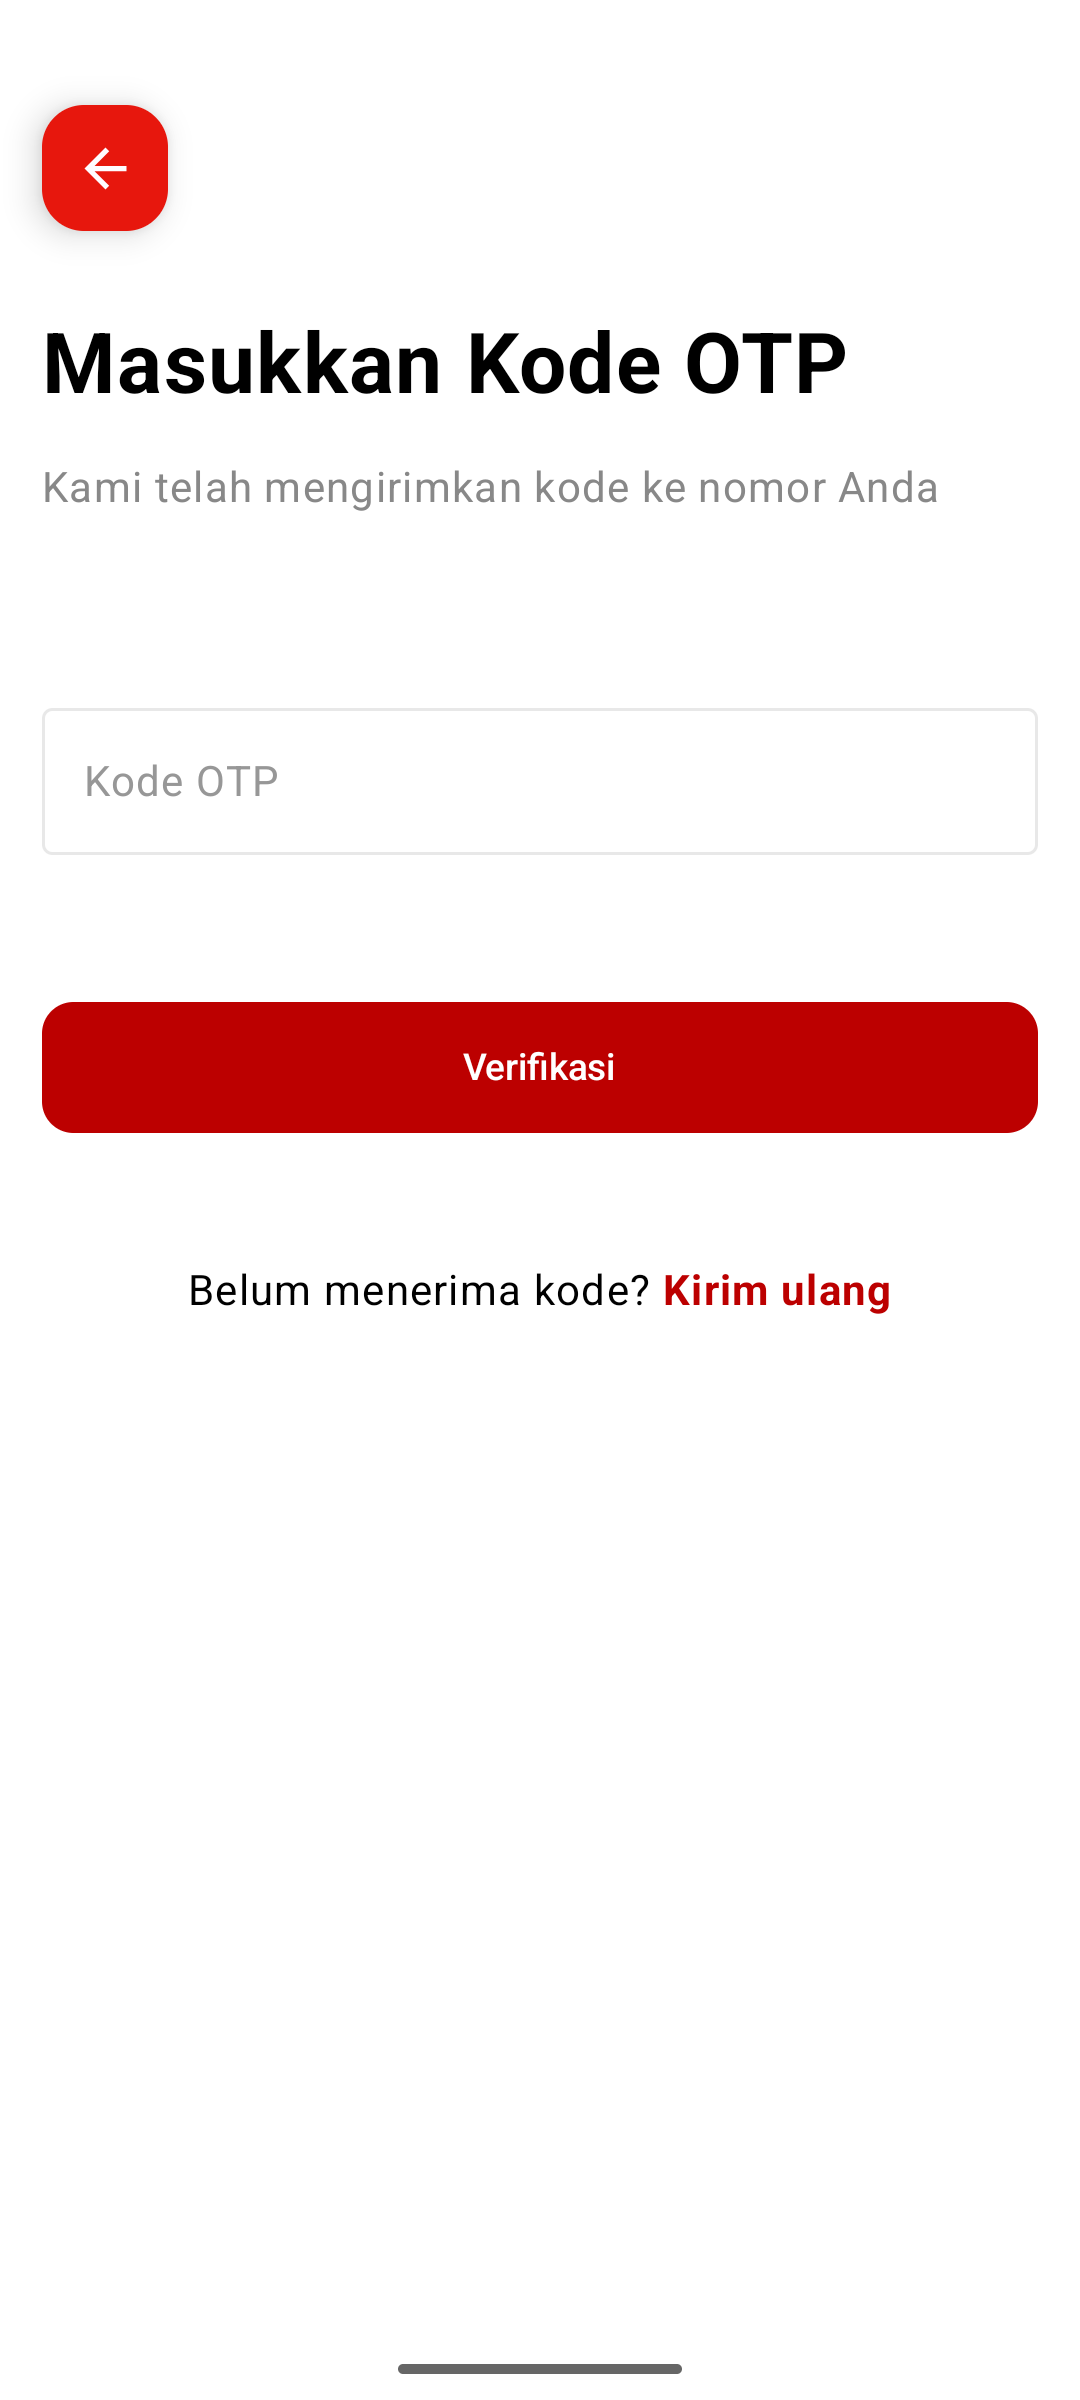 Masukkan Kode OTP
Kami telah mengirimkan kode ke nomor Anda
Kode OTP
Verifikasi
Belum menerima kode? Kirim ulang